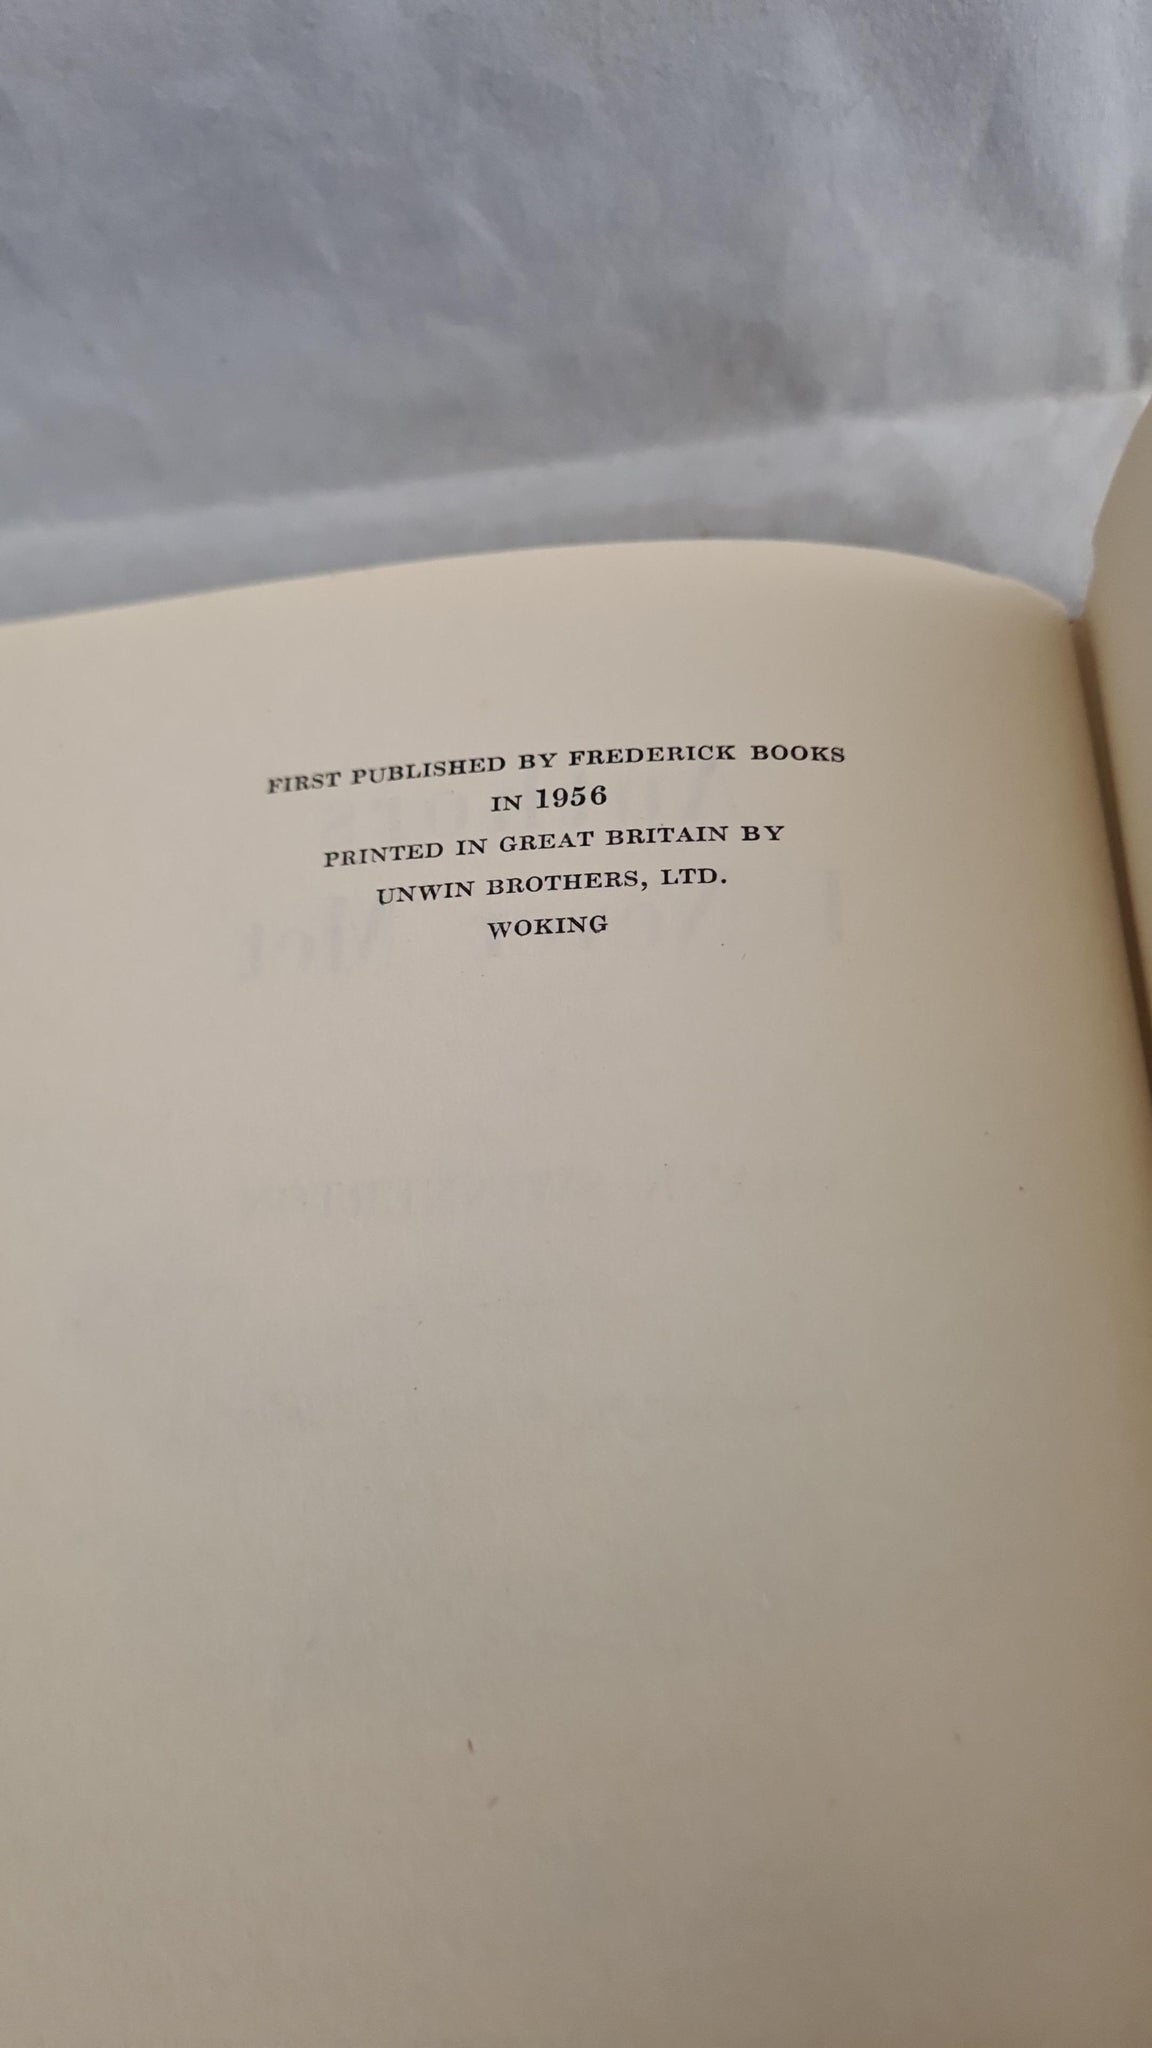 FIRST PUBLISHED BY FREDERICK BOOKS
IN 1956
PRINTED IN GREAT BRITAIN BY
UNWIN BROTHERS, LTD.
WOKING